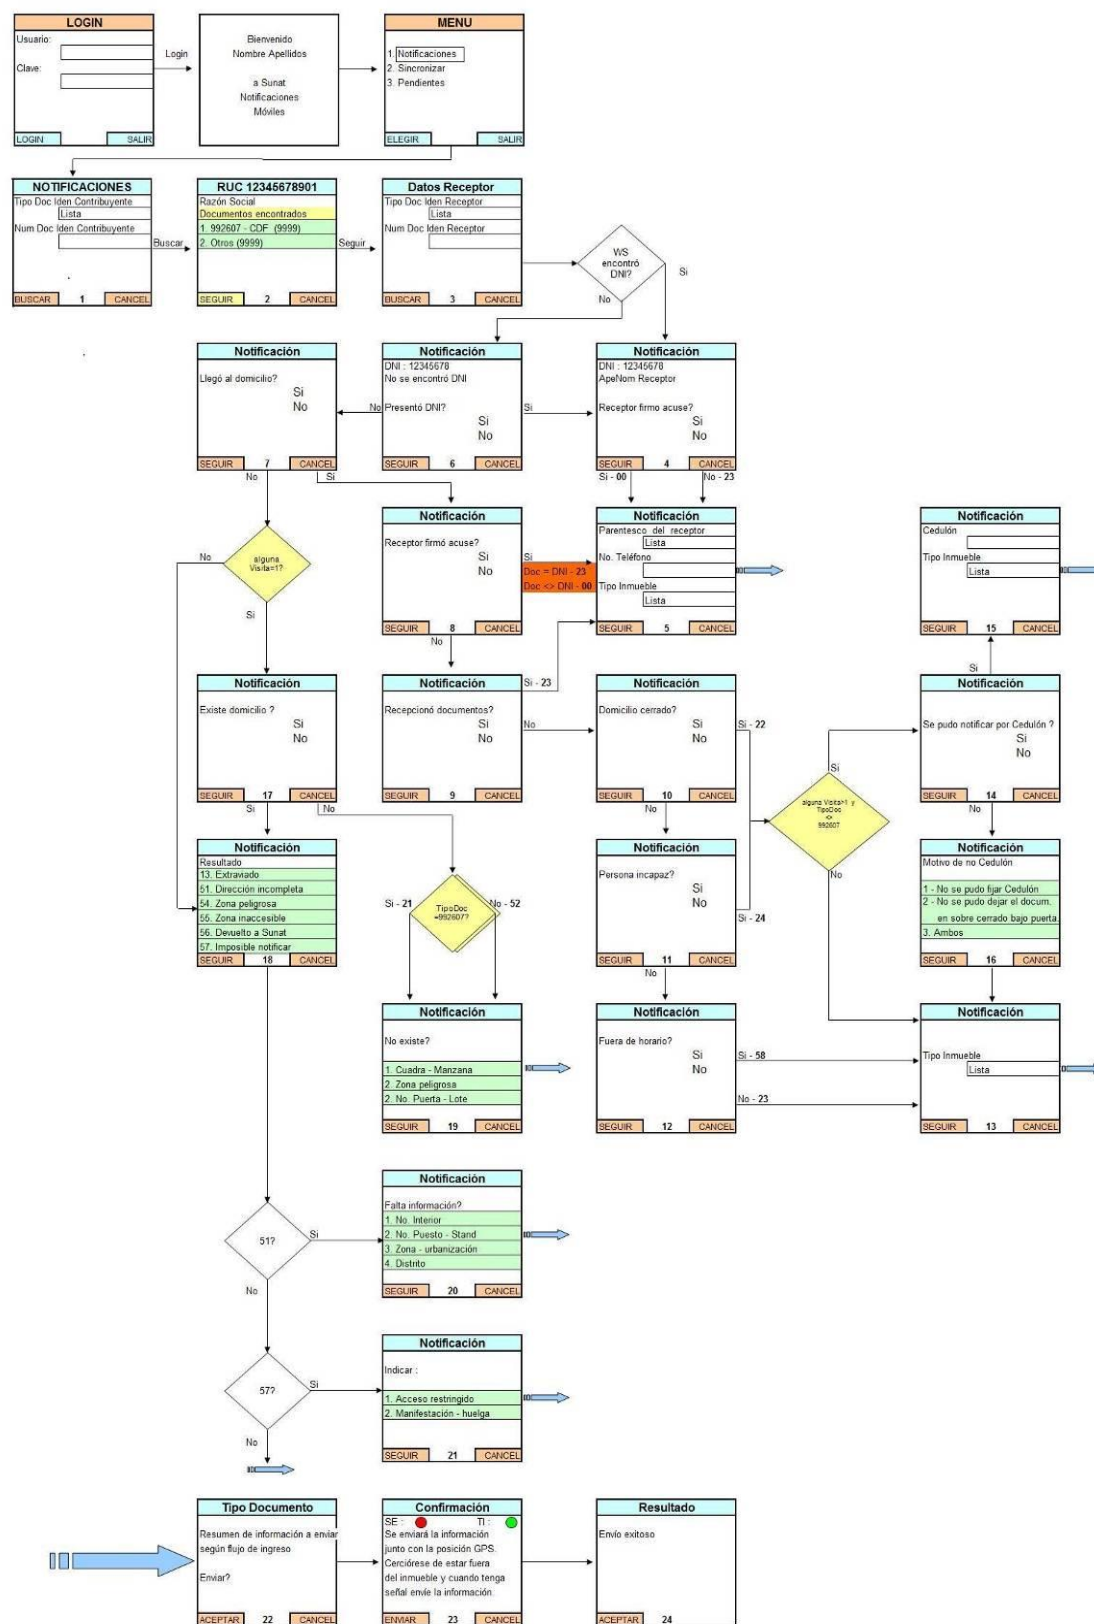 LOGIN
Usuario:
Clave:
LOGIN SALIR
Login
Bienvenido
Nombre Apellidos
a Sunat
Notificaciones
Móviles
MENU
1. Notificaciones
2. Sincronizar
3. Pendientes
ELEGIR SALIR
NOTIFICACIONES
Tipo Doc Iden Contribuyente
Lista
Num Doc Iden Contribuyente
BUSCAR 1 CANCEL
Buscar
RUC 12345678901
Razón Social
Documentos encontrados
1. 992607 - CDF (9999)
2. Otros (9999)
SEGUIR 2 CANCEL
Seguir
Datos Receptor
Tipo Doc Iden Receptor
Lista
Num Doc Iden Receptor
BUSCAR 3 CANCEL
WS
encontró
DNI?
Si
No
Notificación
Llegó al domicilio?
Si
No
SEGUIR 7 CANCEL
No
Notificación
DNI : 12345678
No se encontró DNI
Presentó DNI?
Si
No
SEGUIR 6 CANCEL
Si
Notificación
DNI : 12345678
ApeNom Receptor
Receptor firmo acuse?
Si
No
SEGUIR 4 CANCEL
No
Si
Si - 00
No - 23
alguna
Visita=1?
No
Si
Notificación
Receptor firmó acuse?
Si
No
SEGUIR 8 CANCEL
Si
Doc = DNI - 23
Doc <> DNI - 00
Notificación
Parentesco del receptor
Lista
No. Teléfono
Tipo Inmueble
Lista
SEGUIR 5 CANCEL
Notificación
Cedulón
Tipo Inmueble
Lista
SEGUIR 15 CANCEL
No
Si
Notificación
Existe domicilio ?
Si
No
SEGUIR 17 CANCEL
Notificación
Recepcionó documentos?
Si
No
SEGUIR 9 CANCEL
Si - 23
No
Notificación
Domicilio cerrado?
Si
No
SEGUIR 10 CANCEL
Si - 22
Notificación
Se pudo notificar por Cedulón ?
Si
No
SEGUIR 14 CANCEL
Si
No
No
Si
alguna Visita>1 y
TipoDoc
<>
992607
No
No
Notificación
Resultado
13. Extraviado
51. Dirección incompleta
54. Zona peligrosa
55. Zona inaccesible
56. Devuelto a Sunat
57. Imposible notificar
SEGUIR 18 CANCEL
Si - 21
TipoDoc
=992607?
No - 52
Notificación
Persona incapaz?
Si
No
SEGUIR 11 CANCEL
Si - 24
No
Notificación
Motivo de no Cedulón
1 - No se pudo fijar Cedulón
2 - No se pudo dejar el docum.
en sobre cerrado bajo puerta.
3. Ambos
SEGUIR 16 CANCEL
Notificación
No existe?
1. Cuadra - Manzana
2. Zona peligrosa
2. No. Puerta - Lote
SEGUIR 19 CANCEL
Notificación
Fuera de horario?
Si
No
SEGUIR 12 CANCEL
Si - 58
No - 23
Notificación
Tipo Inmueble
Lista
SEGUIR 13 CANCEL
51?
Si
No
Notificación
Falta información?
1. No. Interior
2. No. Puesto - Stand
3. Zona - urbanización
4. Distrito
SEGUIR 20 CANCEL
57?
Si
No
Notificación
Indicar :
1. Acceso restringido
2. Manifestación - huelga
SEGUIR 21 CANCEL
Tipo Documento
Resumen de información a enviar
según flujo de ingreso
Enviar?
ACEPTAR 22 CANCEL
Confirmación
SE : TI :
Se enviará la información
junto con la posición GPS.
Cerciórese de estar fuera
del inmueble y cuando tenga
señal envíe la información.
ENVIAR 23 CANCEL
Resultado
Envío exitoso
ACEPTAR 24